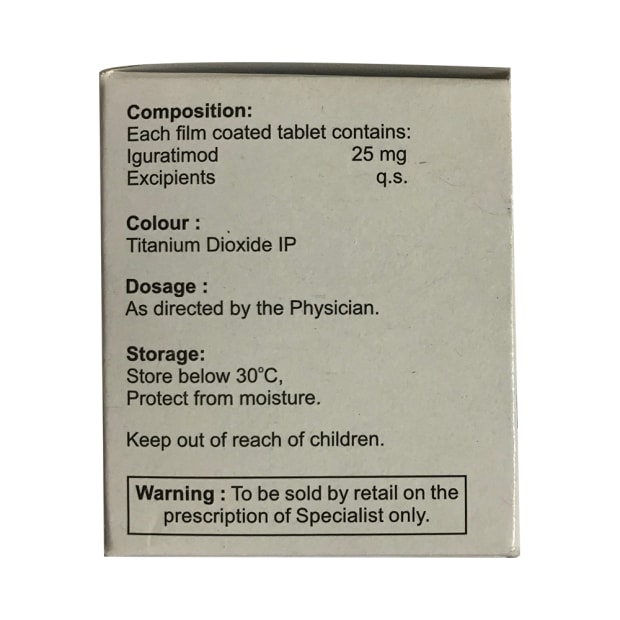 Composition:
Each film coated tablet contains:
Iguratimod 25 mg
Excipients q.s.
Colour :
Titanium Dioxide IP
Dosage :
As directed by the Physician.
Storage:
Store below 30°C,
Protect from moisture.
Keep out of reach of children.
Warning : To be sold by retail on the
prescription of Specialist only.